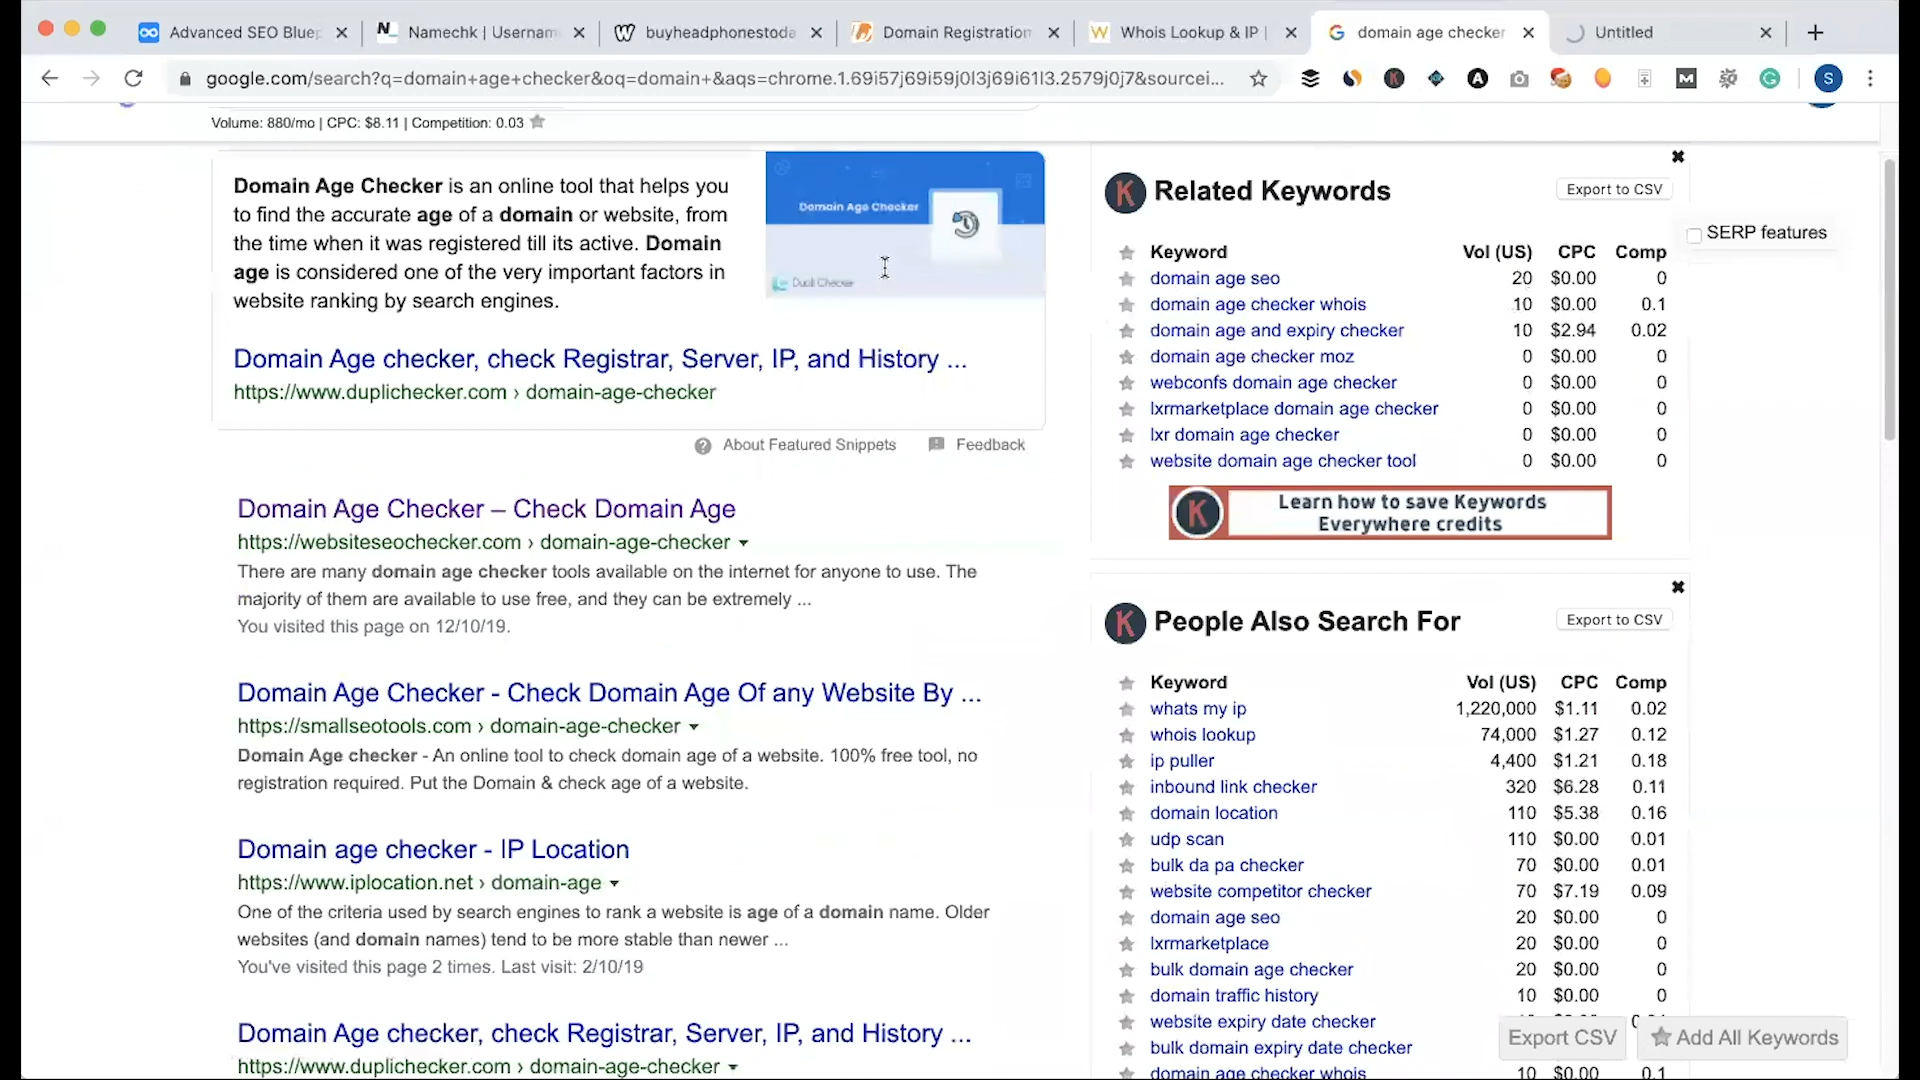 Advanced SEO Bluep
Namechk | Usernam
buyheadphonestoda
Domain Registration
Whois Lookup & IP |
domain age checker
Untitled
google.com/search?q=domain+age+checker&oq=domain+&aqs=chrome.1.69i57j69i59j0l3j69i61l3.2579j0j7&sourcei...
S
Volume: 880/mo | CPC: $8.11 | Competition: 0.03
Domain Age Checker is an online tool that helps you
to find the accurate age of a domain or website, from
the time when it was registered till its active. Domain
age is considered one of the very important factors in
website ranking by search engines.
Domain Age Checker
Dupli Checker
Domain Age checker, check Registrar, Server, IP, and History ...
https://www.duplichecker.com › domain-age-checker
About Featured Snippets
Feedback
Domain Age Checker – Check Domain Age
https://websiteseochecker.com › domain-age-checker
There are many domain age checker tools available on the internet for anyone to use. The
majority of them are available to use free, and they can be extremely ...
You visited this page on 12/10/19.
Domain Age Checker - Check Domain Age Of any Website By ...
https://smallseotools.com › domain-age-checker
Domain Age checker - An online tool to check domain age of a website. 100% free tool, no
registration required. Put the Domain & check age of a website.
Domain age checker - IP Location
https://www.iplocation.net › domain-age
One of the criteria used by search engines to rank a website is age of a domain name. Older
websites (and domain names) tend to be more stable than newer ...
You've visited this page 2 times. Last visit: 2/10/19
Domain Age checker, check Registrar, Server, IP, and History ...
https://www.duplichecker.com › domain-age-checker
K Related Keywords Export to CSV
SERP features
Keyword Vol (US) CPC Comp
domain age seo 20 $0.00 0
domain age checker whois 10 $0.00 0.1
domain age and expiry checker 10 $2.94 0.02
domain age checker moz 0 $0.00 0
webconfs domain age checker 0 $0.00 0
lxrmarketplace domain age checker 0 $0.00 0
lxr domain age checker 0 $0.00 0
website domain age checker tool 0 $0.00 0
K Learn how to save Keywords
Everywhere credits
K People Also Search For Export to CSV
Keyword Vol (US) CPC Comp
whats my ip 1,220,000 $1.11 0.02
whois lookup 74,000 $1.27 0.12
ip puller 4,400 $1.21 0.18
inbound link checker 320 $6.28 0.11
domain location 110 $5.38 0.16
udp scan 110 $0.00 0.01
bulk da pa checker 70 $0.00 0.01
website competitor checker 70 $7.19 0.09
domain age seo 20 $0.00 0
lxrmarketplace 20 $0.00 0
bulk domain age checker 20 $0.00 0
domain traffic history 10 $0.00 0
website expiry date checker
bulk domain expiry date checker
domain age checker whois 10 $0.00 0.1
Export CSV
Add All Keywords